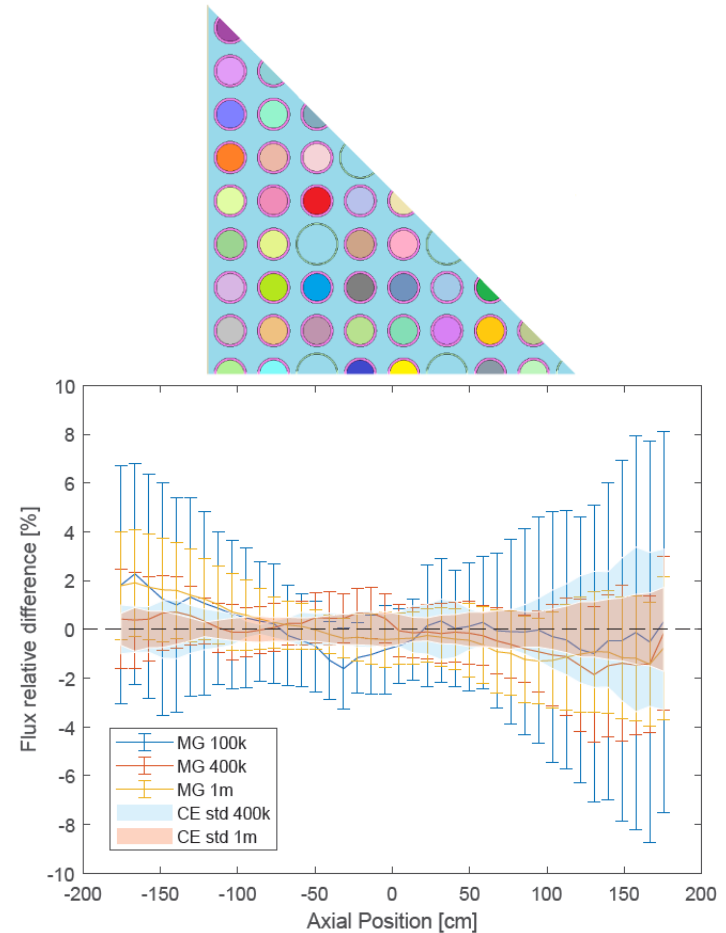 10
8
6
4
2
0
-2
-4
-6
-8
-10
Flux relative difference [%]
MG 100k
MG 400k
MG 1m
CE std 400k
CE std 1m
-200 -150 -100 -50 0 50 100 150 200
Axial Position [cm]